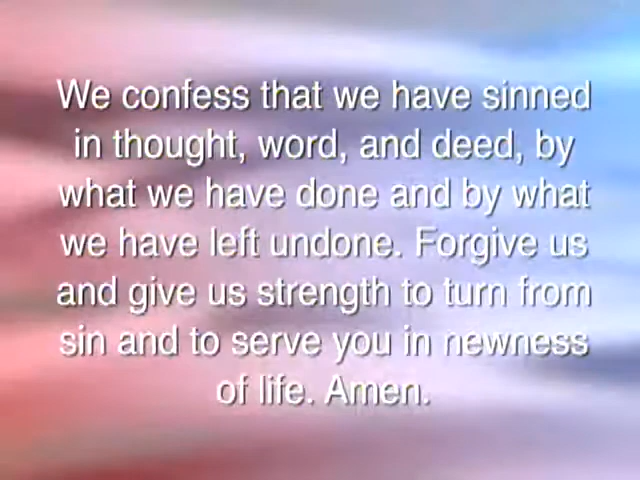 We confess that we have sinned
in thought, word, and deed, by
what we have done and by what
we have left undone. Forgive us
and give us strength to turn from
sin and to serve you in newness
of life. Amen.